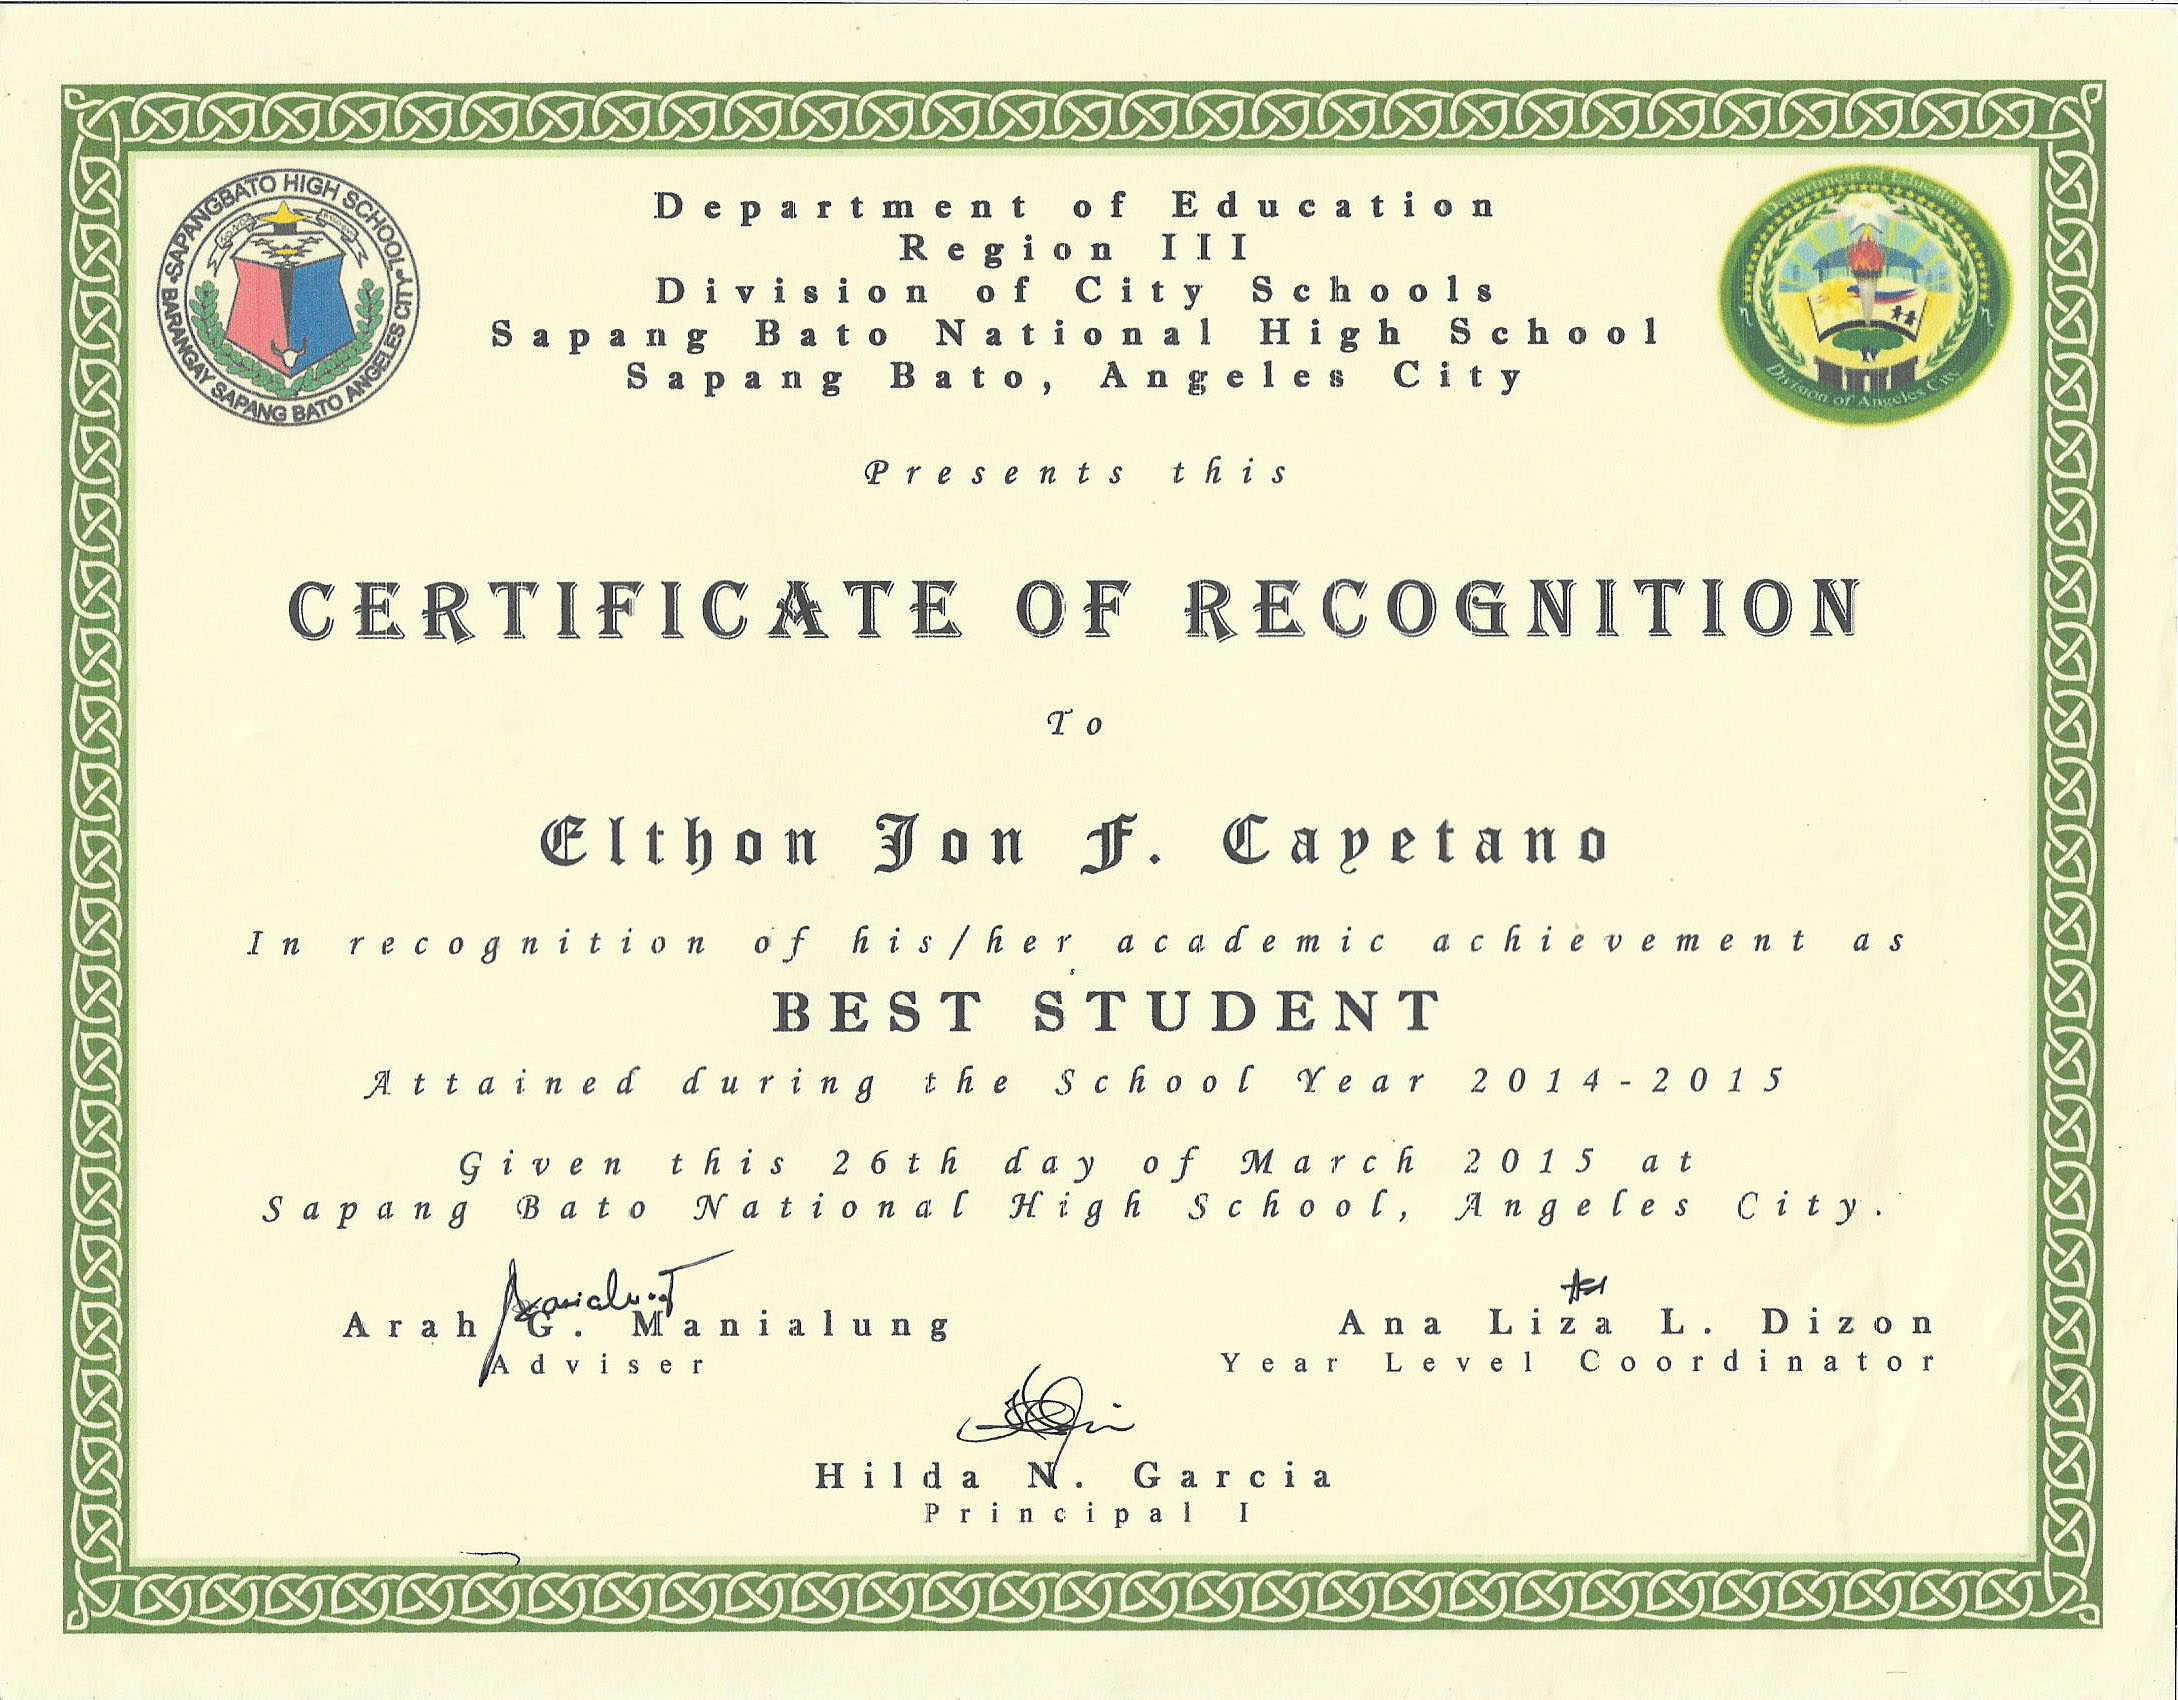 SAPANGBATO HIGH SCHOOL
BARANGAY SAPANG BATO ANGELES CITY
Department of Education
Division of Angeles City
Department of Education
Region III
Division of City Schools
Sapang Bato National High School
Sapang Bato, Angeles City
Presents this
CERTIFICATE OF RECOGNITION
To
Elthon Jon F. Cayetano
In recognition of his/her academic achievement as
BEST STUDENT
Attained during the School Year 2014-2015
Given this 26th day of March 2015 at
Sapang Bato National High School, Angeles City.
Arah G. Manialung
Adviser
Ana Liza L. Dizon
Year Level Coordinator
Hilda N. Garcia
Principal I